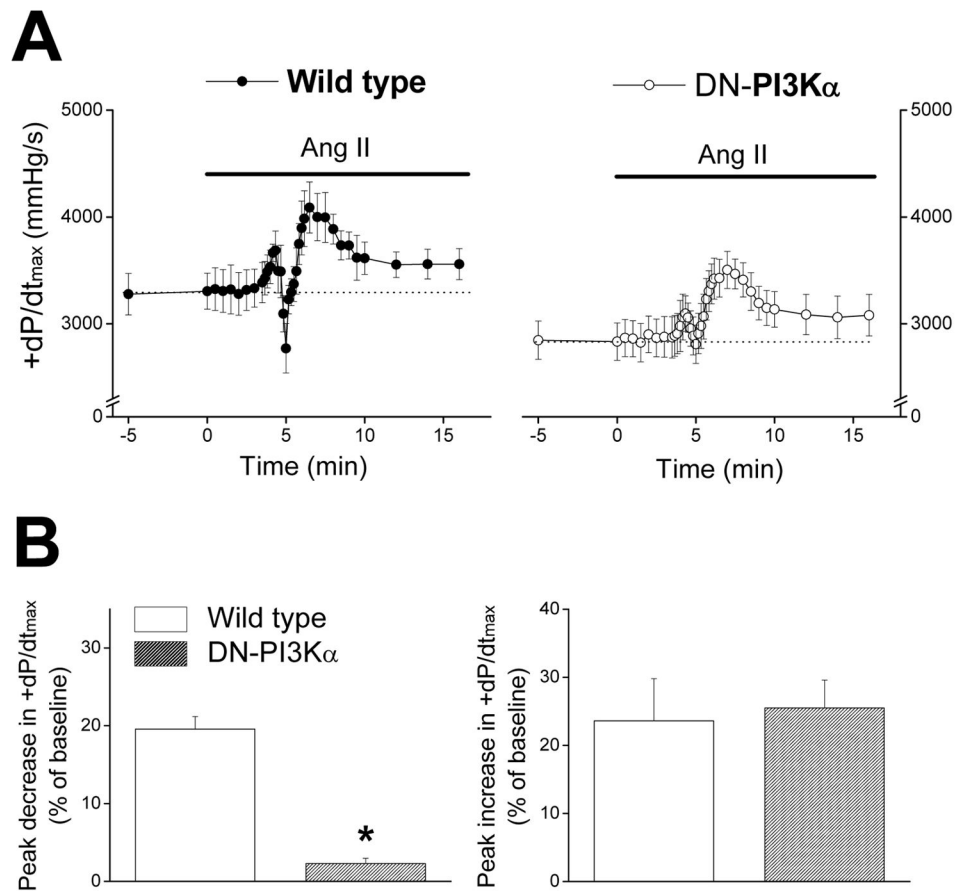 A
Wild type
DN-PI3Kα
5000
4000
3000
0
+dP/dtmax (mmHg/s)
Ang II
-5 0 5 10 15
Time (min)
Ang II
5000
4000
3000
0
-5 0 5 10 15
Time (min)
B
Peak decrease in +dP/dtmax
(% of baseline)
30
20
10
0
Wild type
DN-PI3Kα
*
Peak increase in +dP/dtmax
(% of baseline)
40
30
20
10
0